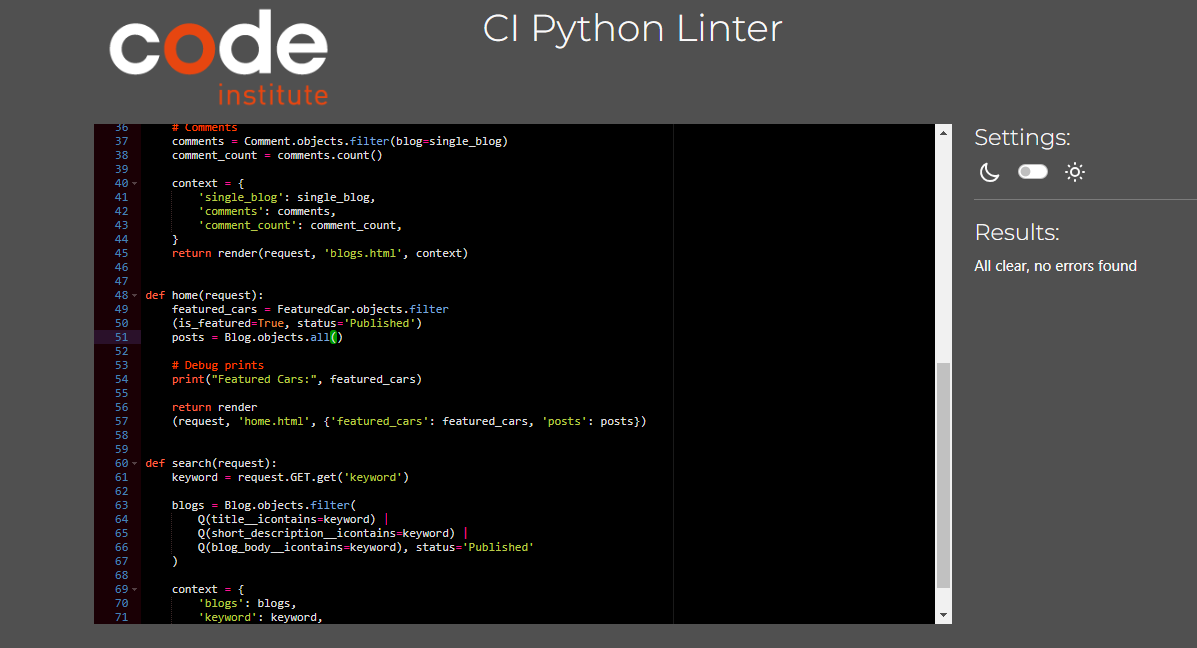 code
institute
CI Python Linter
36 # Comments
37 comments = Comment.objects.filter(blog=single_blog)
38 comment_count = comments.count()
39
40 context = {
41 'single_blog': single_blog,
42 'comments': comments,
43 'comment_count': comment_count,
44 }
45 return render(request, 'blogs.html', context)
46
47
48 def home(request):
49 featured_cars = FeaturedCar.objects.filter
50 (is_featured=True, status='Published')
51 posts = Blog.objects.all()
52
53 # Debug prints
54 print("Featured Cars:", featured_cars)
55
56 return render
57 (request, 'home.html', {'featured_cars': featured_cars, 'posts': posts})
58
59
60 def search(request):
61 keyword = request.GET.get('keyword')
62
63 blogs = Blog.objects.filter(
64 Q(title__icontains=keyword) |
65 Q(short_description__icontains=keyword) |
66 Q(blog_body__icontains=keyword), status='Published'
67 )
68
69 context = {
70 'blogs': blogs,
71 'keyword': keyword,
Settings:
Results:
All clear, no errors found